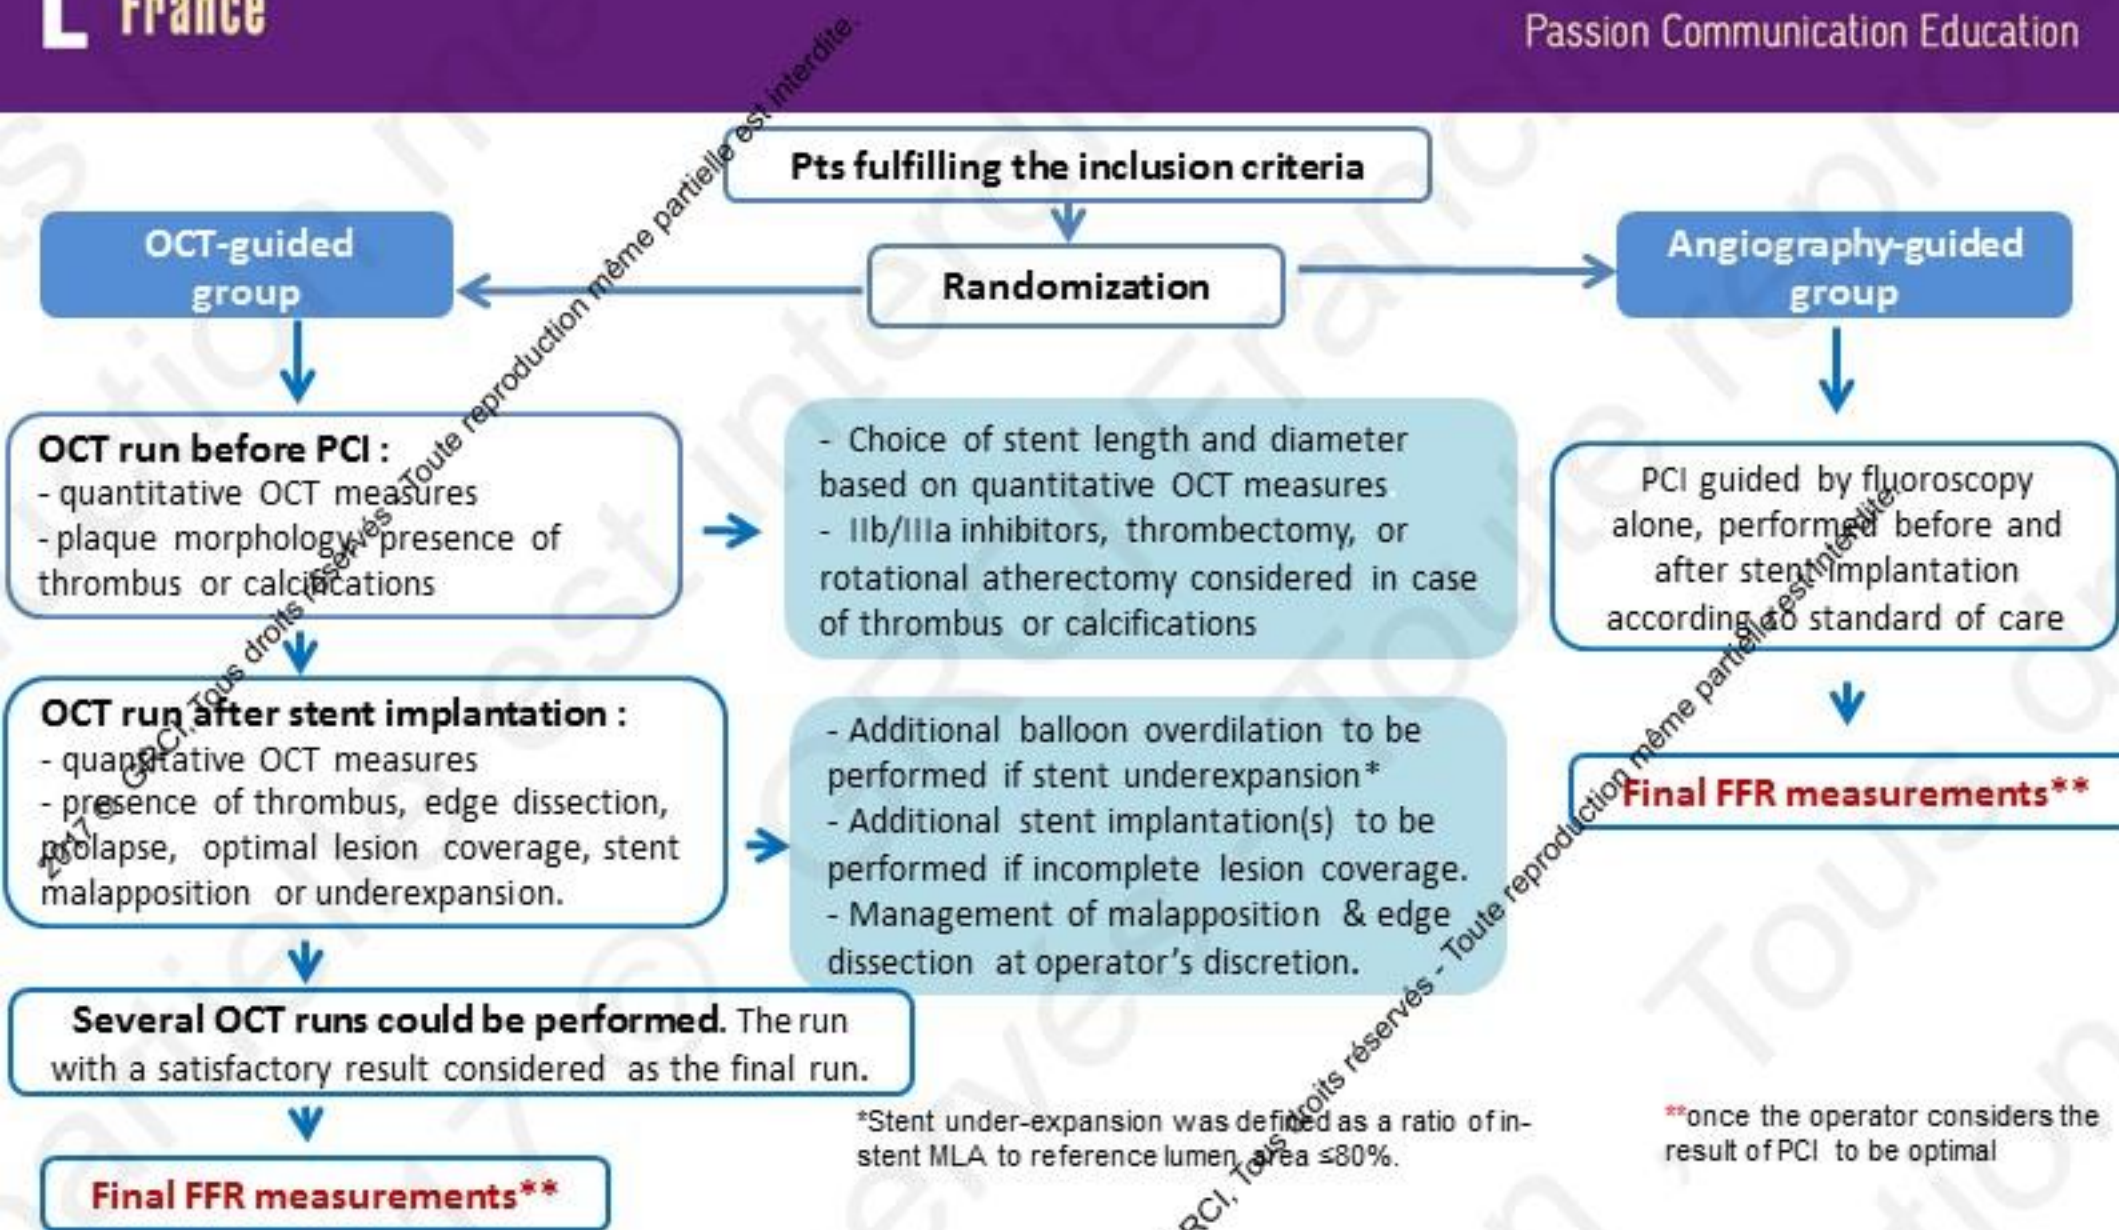 France
Passion Communication Education
Pts fulfilling the inclusion criteria
Randomization
OCT-guided
group
Angiography-guided
group
OCT run before PCI :
- quantitative OCT measures
- plaque morphology, presence of
thrombus or calcifications
- Choice of stent length and diameter
based on quantitative OCT measures.
- IIb/IIIa inhibitors, thrombectomy, or
rotational atherectomy considered in case
of thrombus or calcifications
PCI guided by fluoroscopy
alone, performed before and
after stent implantation
according to standard of care
OCT run after stent implantation :
- quantitative OCT measures
- presence of thrombus, edge dissection,
prolapse, optimal lesion coverage, stent
malapposition or underexpansion.
- Additional balloon overdilation to be
performed if stent underexpansion*
- Additional stent implantation(s) to be
performed if incomplete lesion coverage.
- Management of malapposition & edge
dissection at operator's discretion.
Final FFR measurements**
Several OCT runs could be performed. The run
with a satisfactory result considered as the final run.
Final FFR measurements**
*Stent under-expansion was defined as a ratio of in-
stent MLA to reference lumen area ≤80%.
**once the operator considers the
result of PCI to be optimal
2017 © GRCI, Tous droits réservés - Toute reproduction même partielle est interdite.
RCI, Tous droits réservés - Toute reproduction même partielle est interdite.